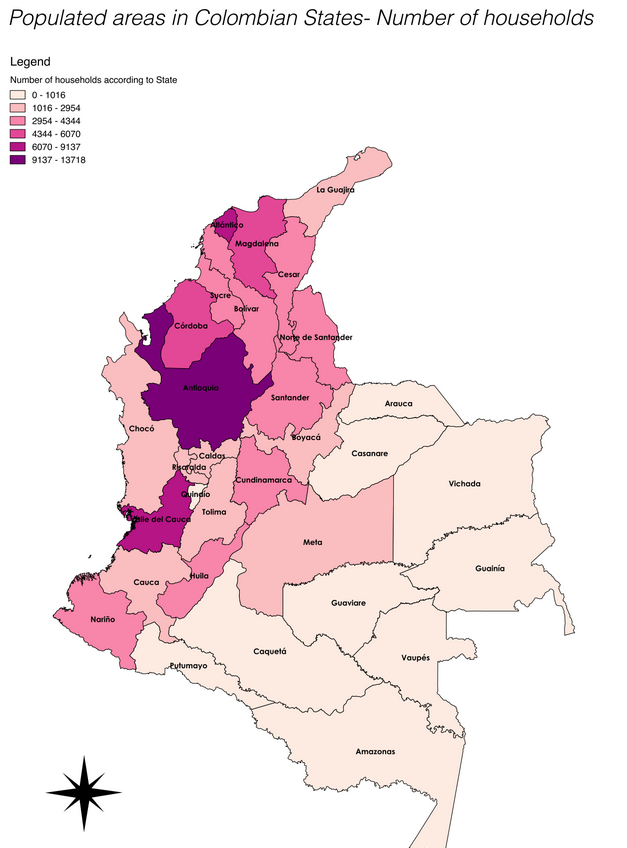 Populated areas in Colombian States- Number of households
Legend
Number of households according to State
0 - 1016
1016 - 2954
2954 - 4344
4344 - 6070
6070 - 9137
9137 - 13718
La Guajira
Atlántico
Magdalena
Cesar
Sucre
Bolívar
Córdoba
Norte de Santander
Antioquia
Santander
Arauca
Chocó
Boyacá
Caldas
Casanare
Risaralda
Cundinamarca
Vichada
Quindío
Tolima
Valle del Cauca
Meta
Guainía
Huila
Cauca
Guaviare
Nariño
Caquetá
Vaupés
Putumayo
Amazonas